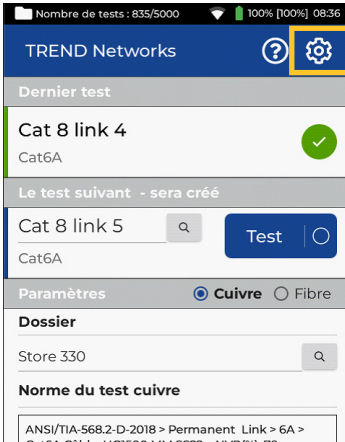 Nombre de tests : 835/5000 100% [100%] 08:36
TREND Networks
Dernier test
Cat 8 link 4
Cat6A
Le test suivant - sera créé
Cat 8 link 5
Test
Cat6A
Paramètres Cuivre Fibre
Dossier
Store 330
Norme du test cuivre
ANSI/TIA-568.2-D-2018 > Permanent Link > 6A >